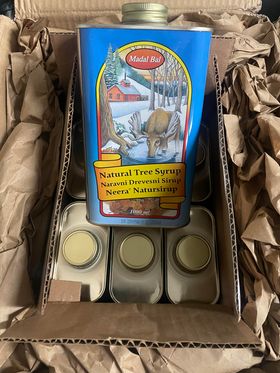 Madal Bal
Natural Tree Syrup
Naravni Drevesni Sirup
Neera® Natursirup
1000 ml